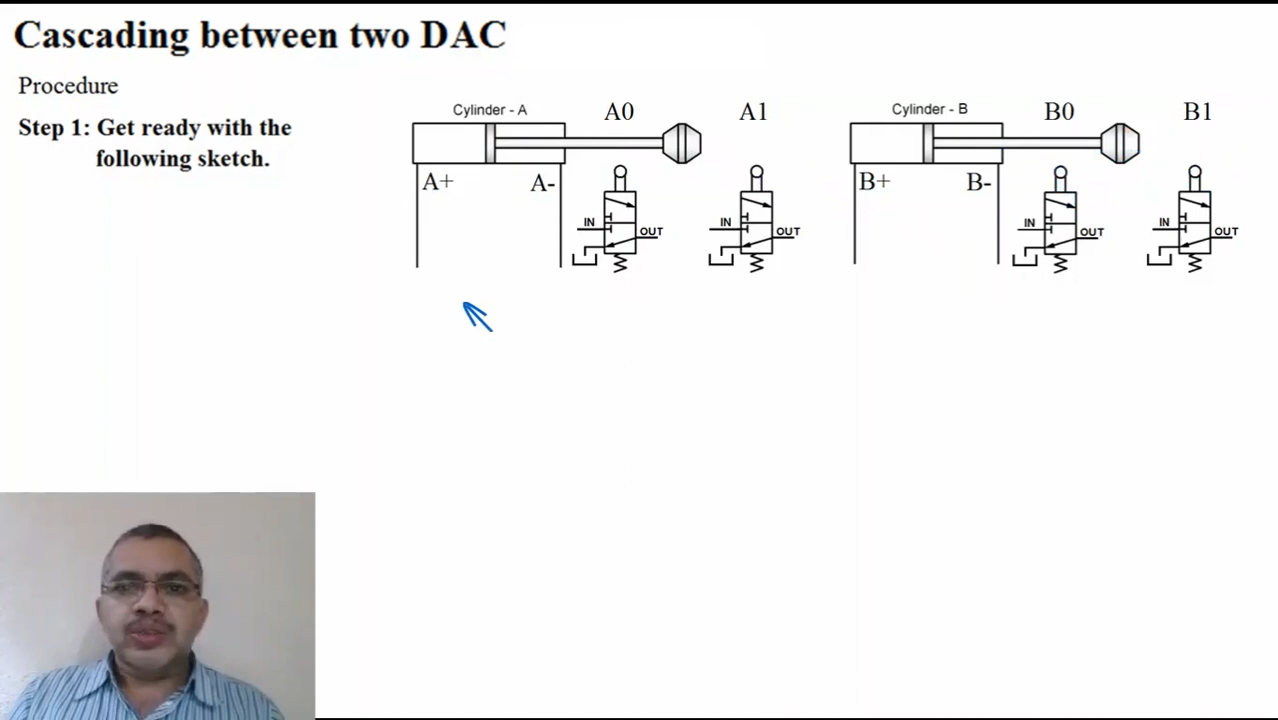 Cascading between two DAC
Procedure
Step 1: Get ready with the
following sketch.
Cylinder - A
A0
A1
Cylinder - B
B0
B1
A+
A-
B+
B-
IN
OUT
IN
OUT
IN
OUT
IN
OUT